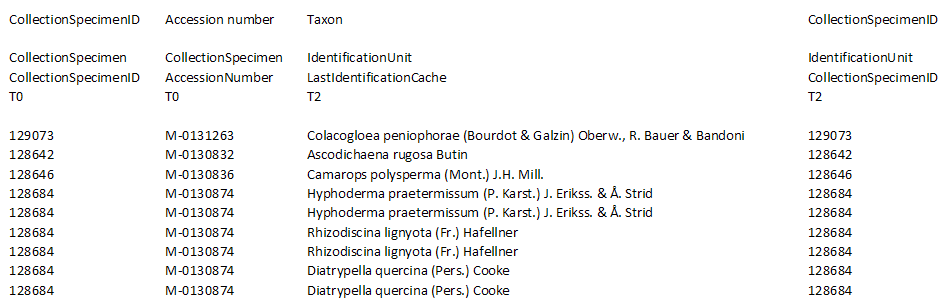 CollectionSpecimenID Accession number Taxon CollectionSpecimenID
CollectionSpecimen CollectionSpecimen IdentificationUnit IdentificationUnit
CollectionSpecimenID AccessionNumber LastIdentificationCache CollectionSpecimenID
T0 T0 T2 T2
129073 M-0131263 Colacogloea peniophorae (Bourdot & Galzin) Oberw., R. Bauer & Bandoni 129073
128642 M-0130832 Ascodichaena rugosa Butin 128642
128646 M-0130836 Camarops polysperma (Mont.) J.H. Mill. 128646
128684 M-0130874 Hyphoderma praetermissum (P. Karst.) J. Erikss. & Å. Strid 128684
128684 M-0130874 Hyphoderma praetermissum (P. Karst.) J. Erikss. & Å. Strid 128684
128684 M-0130874 Rhizodiscina lignyota (Fr.) Hafellner 128684
128684 M-0130874 Rhizodiscina lignyota (Fr.) Hafellner 128684
128684 M-0130874 Diatrypella quercina (Pers.) Cooke 128684
128684 M-0130874 Diatrypella quercina (Pers.) Cooke 128684